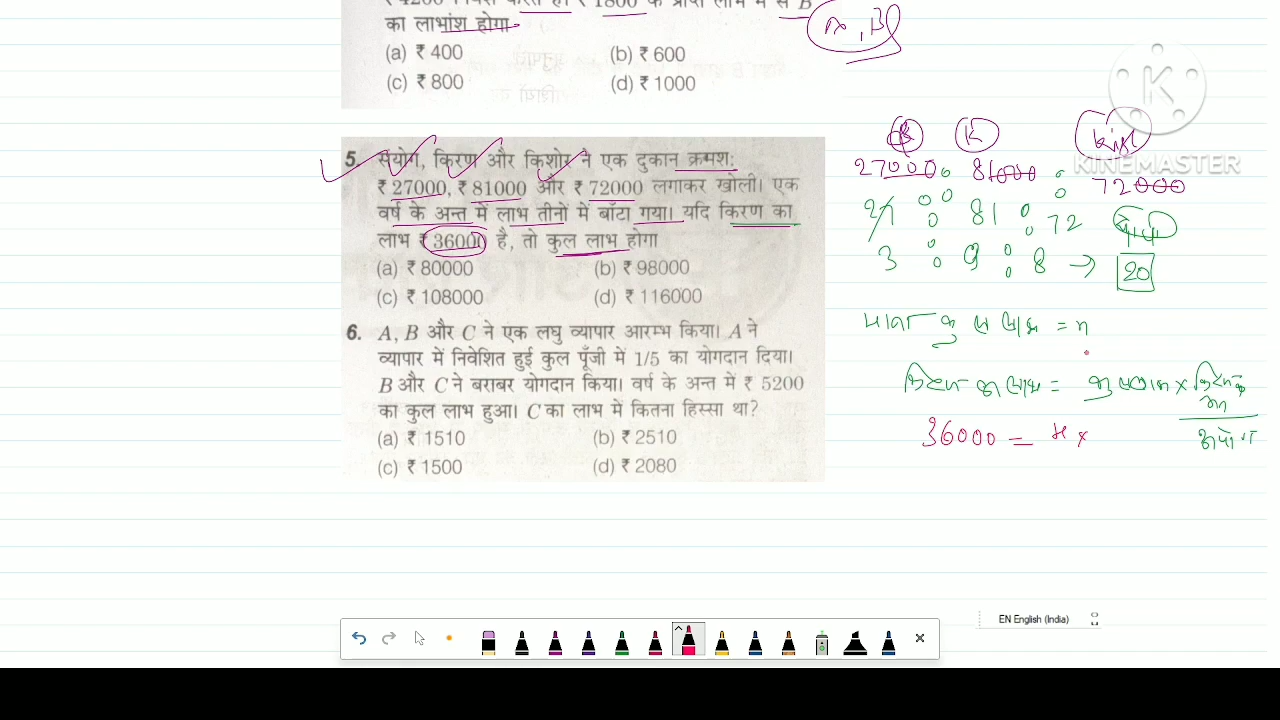 का लाभांश होगा
(a) ₹ 400 (b) ₹ 600
(c) ₹ 800 (d) ₹ 1000
5. संयोग, किरण और किशोर ने एक दुकान क्रमशः
₹ 27000, ₹ 81000 और ₹ 72000 लगाकर खोली। एक
वर्ष के अन्त में लाभ तीनों में बाँटा गया। यदि किरण का
लाभ ₹ 36000 है, तो कुल लाभ होगा
(a) ₹ 80000 (b) ₹ 98000
(c) ₹ 108000 (d) ₹ 116000
6. A, B और C ने एक लघु व्यापार आरम्भ किया। A ने
व्यापार में निवेशित हुई कुल पूँजी में 1/5 का योगदान दिया।
B और C ने बराबर योगदान किया। वर्ष के अन्त में ₹ 5200
का कुल लाभ हुआ। C का लाभ में कितना हिस्सा था?
(a) ₹ 1510 (b) ₹ 2510
(c) ₹ 1500 (d) ₹ 2080
K
KINEMASTER
K
27000 : 81000 : 72000
27 : 81 : 72
3 : 9 : 8 → 20
36000 =
EN English (India)